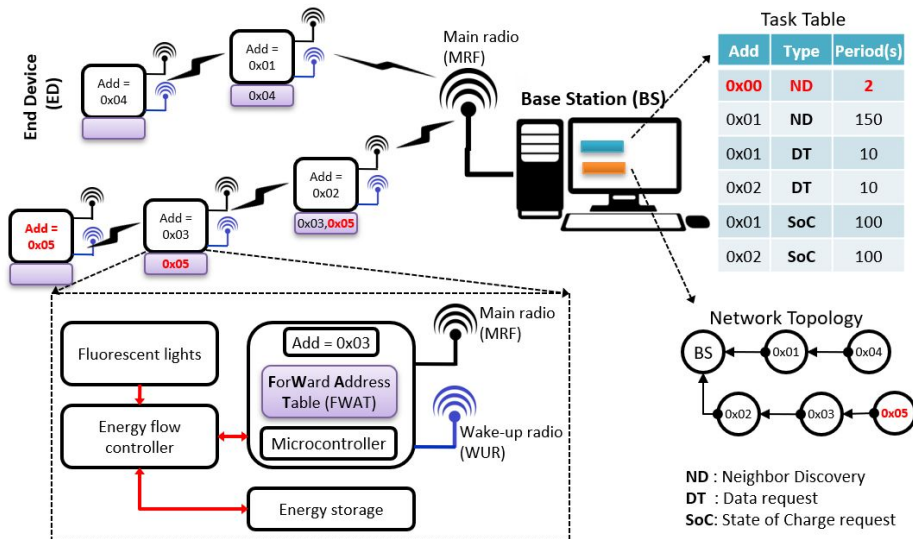 End Device
(ED)
Add =
0x04
Add =
0x01
0x04
Main radio
(MRF)
Base Station (BS)
Add =
0x02
0x03,0x05
Add =
0x03
0x05
Add =
0x05
Task Table
Add Type Period(s)
0x00 ND 2
0x01 ND 150
0x01 DT 10
0x02 DT 10
0x01 SoC 100
0x02 SoC 100
Fluorescent lights
Energy flow
controller
Energy storage
Add = 0x03
ForWard Address
Table (FWAT)
Microcontroller
Main radio
(MRF)
Wake-up radio
(WUR)
Network Topology
BS 0x01 0x04
0x02 0x03 0x05
ND : Neighbor Discovery
DT : Data request
SoC: State of Charge request